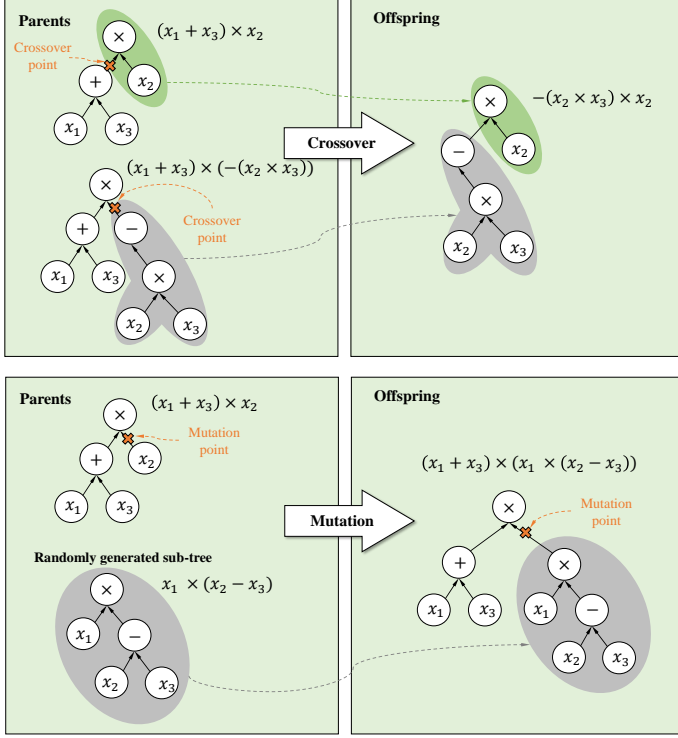 Parents
(x₁ + x₃) × x₂
Crossover
point
×
+
x₂
x₁
x₃
(x₁ + x₃) × (−(x₂ × x₃))
×
Crossover
point
+
−
x₁
x₃
×
x₂
x₃
Crossover
Offspring
−(x₂ × x₃) × x₂
×
−
x₂
×
x₂
x₃
Parents
(x₁ + x₃) × x₂
×
Mutation
point
+
x₂
x₁
x₃
Randomly generated sub-tree
x₁ × (x₂ − x₃)
×
x₁
−
x₂
x₃
Mutation
Offspring
(x₁ + x₃) × (x₁ × (x₂ − x₃))
×
Mutation
point
+
×
x₁
x₃
x₁
−
x₂
x₃